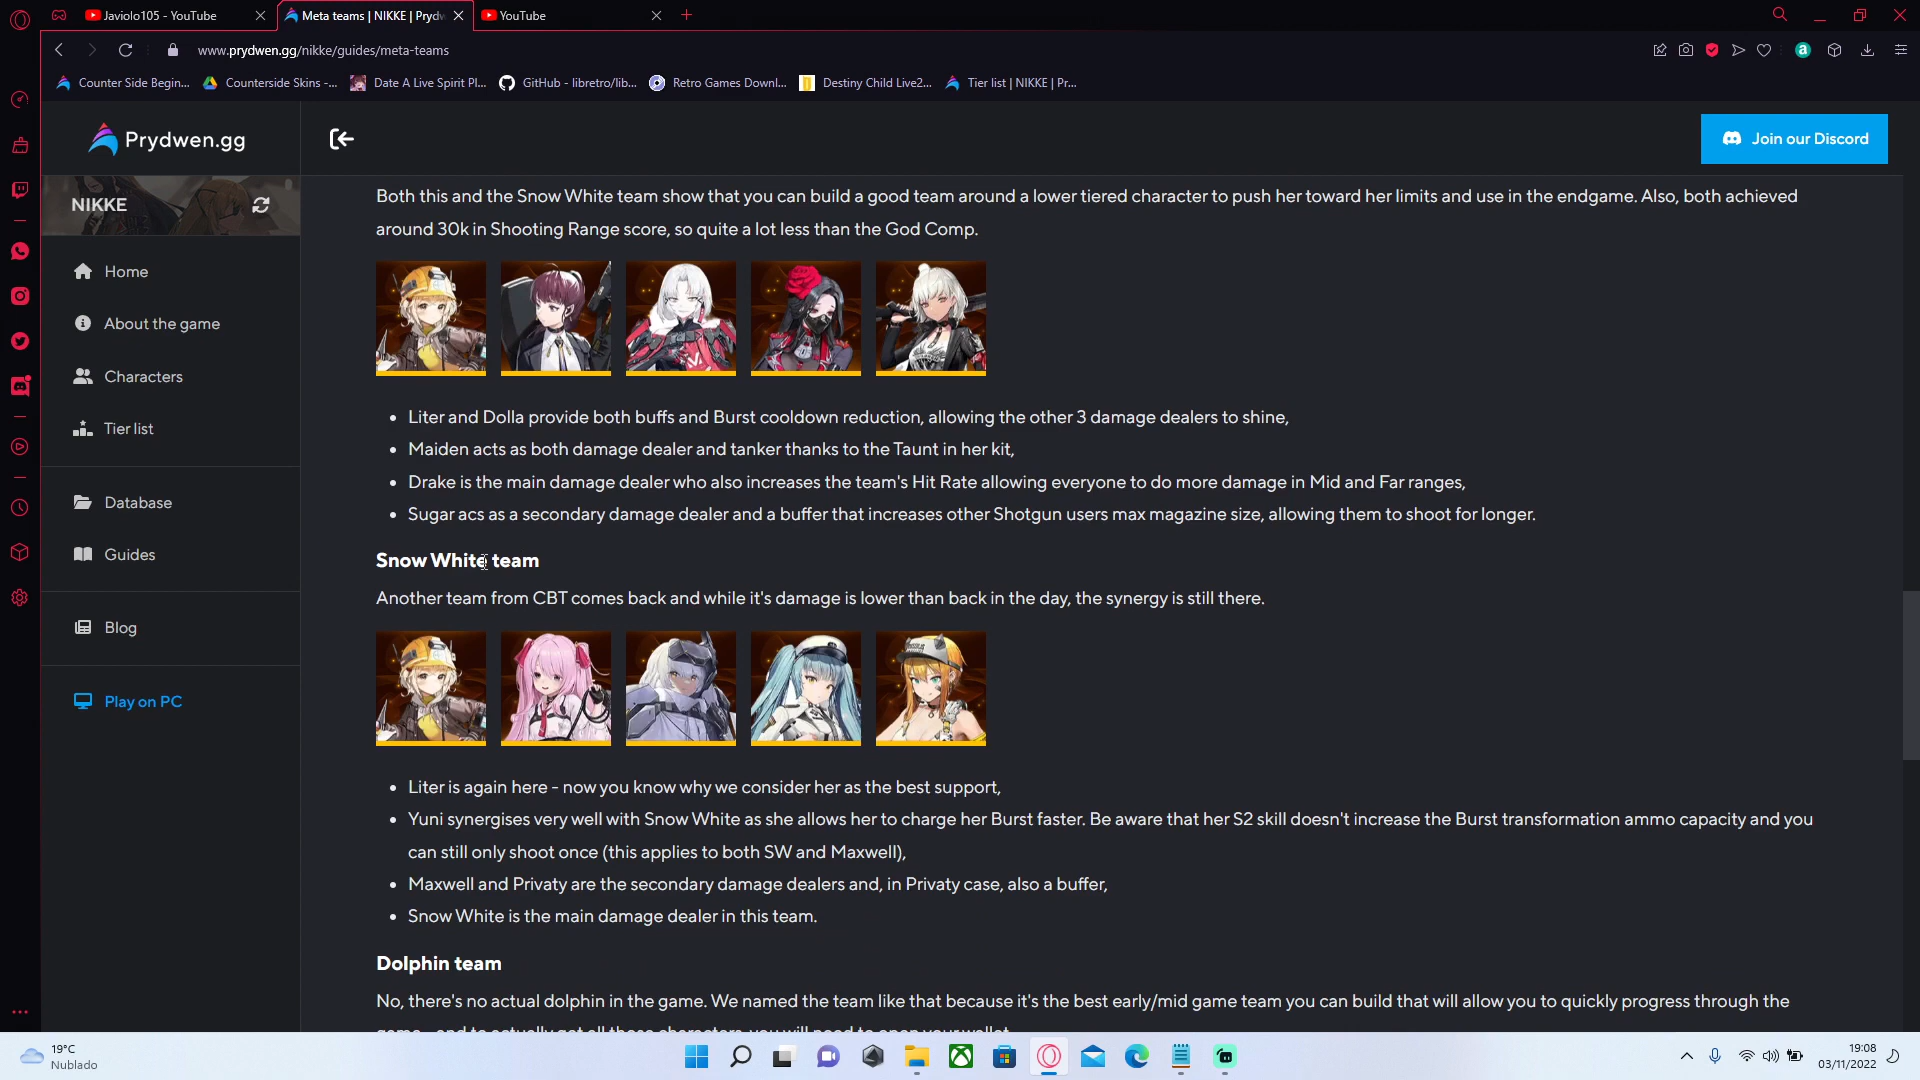 Javiolo105 - YouTube
Meta teams | NIKKE | Prydw
YouTube
www.prydwen.gg/nikke/guides/meta-teams
Counter Side Begin...
Counterside Skins -...
Date A Live Spirit Pl...
GitHub - libretro/lib...
Retro Games Downl...
Destiny Child Live2...
Tier list | NIKKE | Pr...
Prydwen.gg
Join our Discord
NIKKE
Home
About the game
Characters
Tier list
Database
Guides
Blog
Play on PC
Both this and the Snow White team show that you can build a good team around a lower tiered character to push her toward her limits and use in the endgame. Also, both achieved
around 30k in Shooting Range score, so quite a lot less than the God Comp.
• Liter and Dolla provide both buffs and Burst cooldown reduction, allowing the other 3 damage dealers to shine,
• Maiden acts as both damage dealer and tanker thanks to the Taunt in her kit,
• Drake is the main damage dealer who also increases the team's Hit Rate allowing everyone to do more damage in Mid and Far ranges,
• Sugar acs as a secondary damage dealer and a buffer that increases other Shotgun users max magazine size, allowing them to shoot for longer.
Snow White team
Another team from CBT comes back and while it's damage is lower than back in the day, the synergy is still there.
• Liter is again here - now you know why we consider her as the best support,
• Yuni synergises very well with Snow White as she allows her to charge her Burst faster. Be aware that her S2 skill doesn't increase the Burst transformation ammo capacity and you
can still only shoot once (this applies to both SW and Maxwell),
• Maxwell and Privaty are the secondary damage dealers and, in Privaty case, also a buffer,
• Snow White is the main damage dealer in this team.
Dolphin team
No, there's no actual dolphin in the game. We named the team like that because it's the best early/mid game team you can build that will allow you to quickly progress through the
game - and to actually get all those characters, you will need to open your wallet.
19°C
Nublado
19:08
03/11/2022